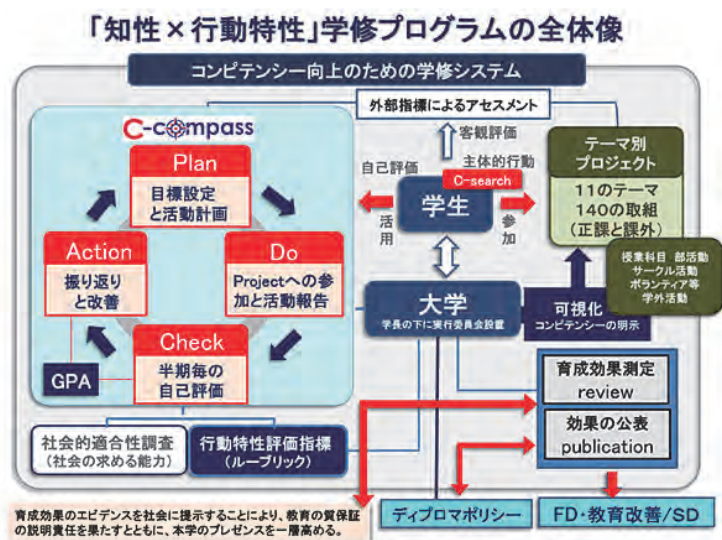 「知性×行動特性」学修プログラムの全体像
コンピテンシー向上のための学修システム
外部指標によるアセスメント
C-compass
Plan
目標設定
と活動計画
Action
振り返り
と改善
Do
Projectへの参
加と活動報告
Check
半期毎の
自己評価
GPA
客観評価
自己評価
主体的行動
C-search
学生
活用
参加
テーマ別
プロジェクト
11のテーマ
140の取組
(正課と課外)
授業科目 部活動
サークル活動
ボランティア等
学外活動
大学
学長の下に実行委員会設置
可視化
コンピテンシーの明示
育成効果測定
review
効果の公表
publication
社会的適合性調査
(社会の求める能力)
行動特性評価指標
(ルーブリック)
育成効果のエビデンスを社会に提示することにより、教育の質保証
の説明責任を果たすとともに、本学のプレゼンスを一層高める。
ディプロマポリシー
FD・教育改善/SD